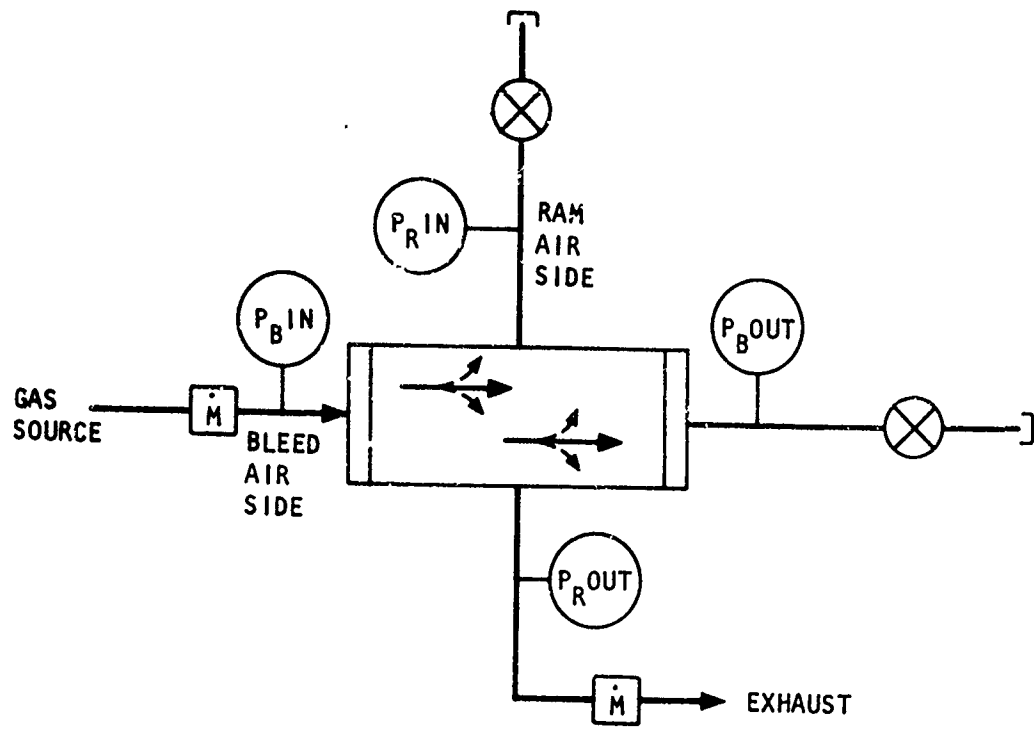 P_R IN
RAM
AIR
SIDE
P_B IN
P_B OUT
GAS
SOURCE
Ṁ
BLEED
AIR
SIDE
P_R OUT
Ṁ
EXHAUST